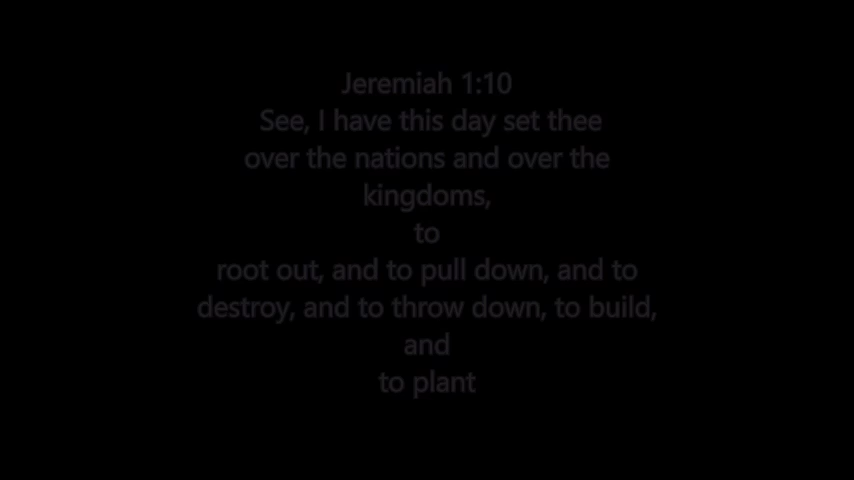 Jeremiah 1:10
See, I have this day set thee
over the nations and over the
kingdoms,
to
root out, and to pull down, and to
destroy, and to throw down, to build,
and
to plant